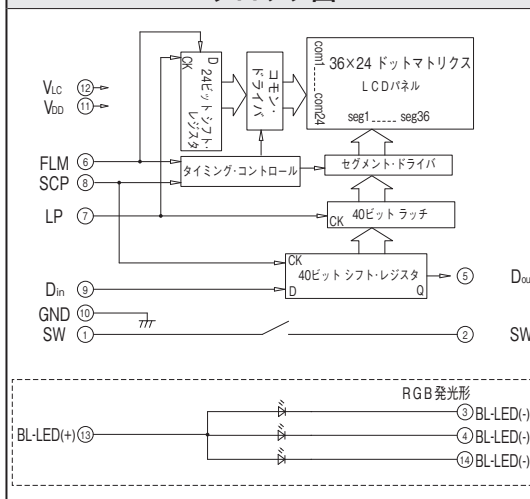 com1
com24
36×24 ドットマトリクス
LCDパネル
seg1 seg36
D
CK
24ビットシフト・レジスタ
コモン・ドライバ
VLC 12
VDD 11
FLM 6
SCP 8
タイミング・コントロール
セグメント・ドライバ
LP 7
CK
40ビット ラッチ
CK
40ビット シフト・レジスタ
D Q
5
Din 9
GND 10
SW 1
2 SW
RGB発光形
BL-LED(+) 13
3 BL-LED(-)
4 BL-LED(-)
14 BL-LED(-)